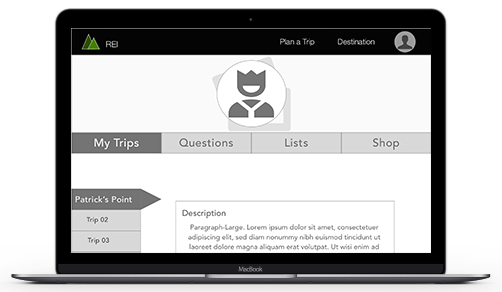 REI
Plan a Trip
Destination
My Trips
Questions
Lists
Shop
Patrick's Point
Trip 02
Trip 03
Description
Paragraph-Large. Lorem ipsum dolor sit amet, consectetuer
adipiscing elit, sed diam nonummy nibh euismod tincidunt ut
laoreet dolore magna aliquam erat volutpat. Ut wisi enim ad
MacBook